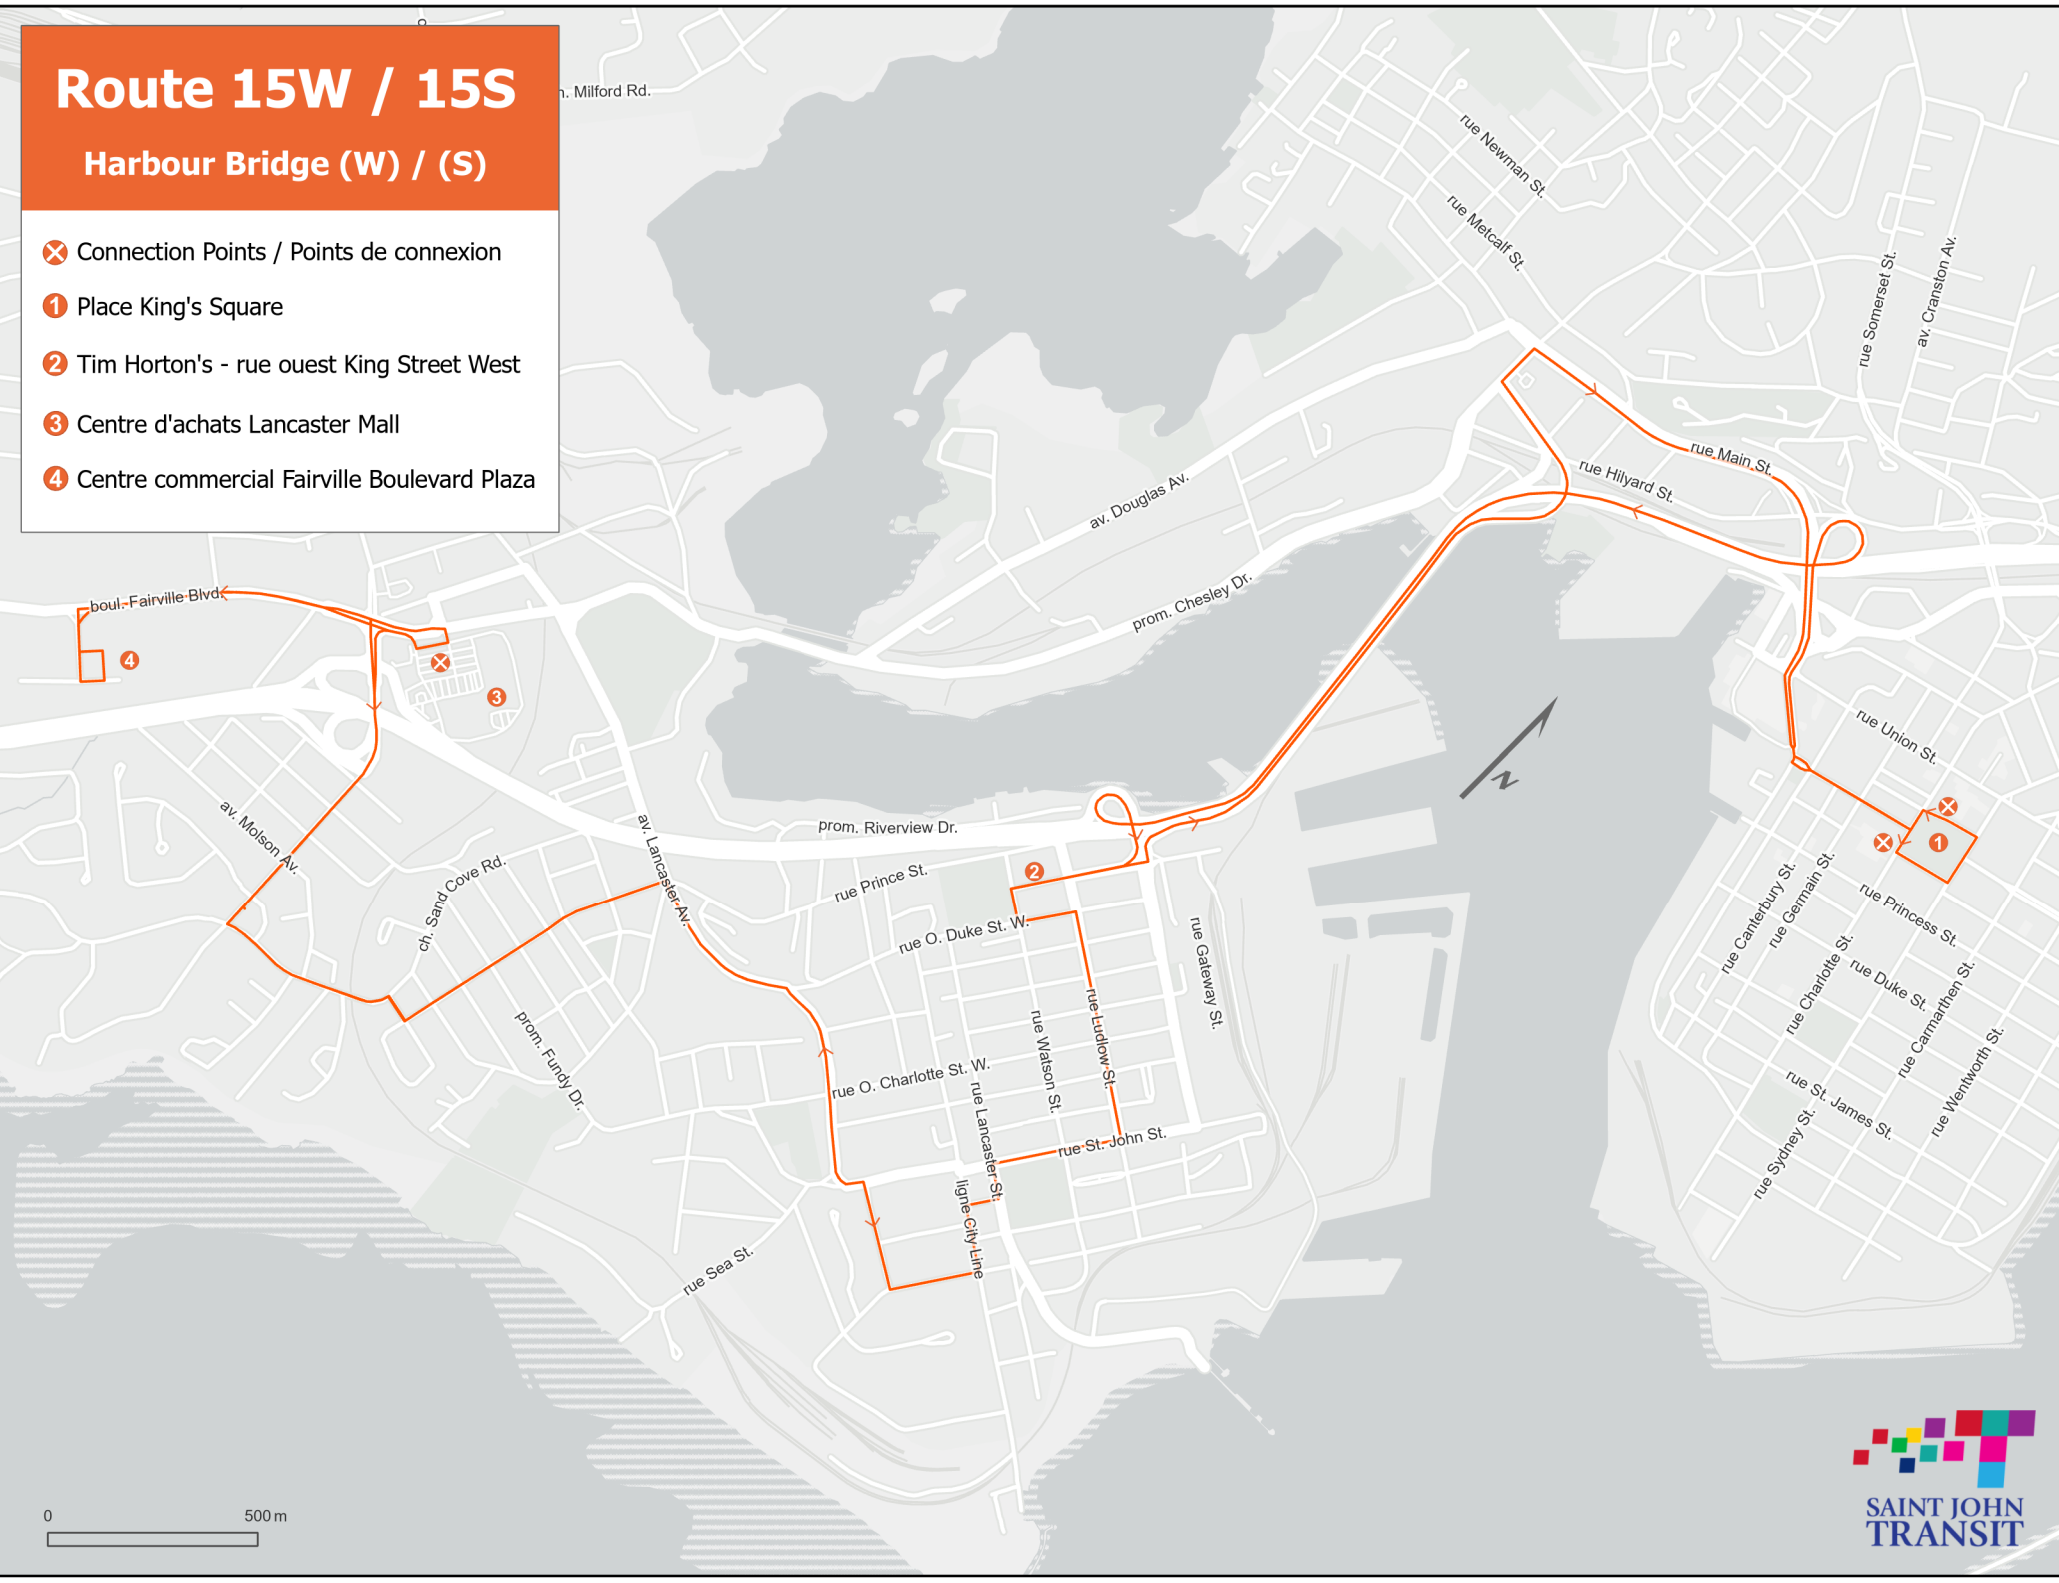 Route 15W / 15S
Harbour Bridge (W) / (S)
Connection Points / Points de connexion
1 Place King's Square
2 Tim Horton's - rue ouest King Street West
3 Centre d'achats Lancaster Mall
4 Centre commercial Fairville Boulevard Plaza
Milford Rd.
rue Newman St.
rue Metcalf St.
rue Somerset St.
av. Cranston Av.
rue Main St.
rue Hilyard St.
av. Douglas Av.
prom. Chesley Dr.
boul. Fairville Blvd.
4
3
N
rue Union St.
1
av. Molson Av.
av. Lancaster Av.
prom. Riverview Dr.
2
rue Prince St.
ch. Sand Cove Rd.
rue O. Duke St. W.
rue Gateway St.
rue Canterbury St.
rue Germain St.
rue Princess St.
rue Charlotte St.
rue Duke St.
rue Carmarthen St.
rue Wentworth St.
prom. Fundy Dr.
rue O. Charlotte St. W.
rue Watson St.
rue Ludlow St.
rue Lancaster St.
rue St. John St.
rue St. James St.
rue Sydney St.
ligne City Line
rue Sea St.
0 500 m
SAINT JOHN
TRANSIT